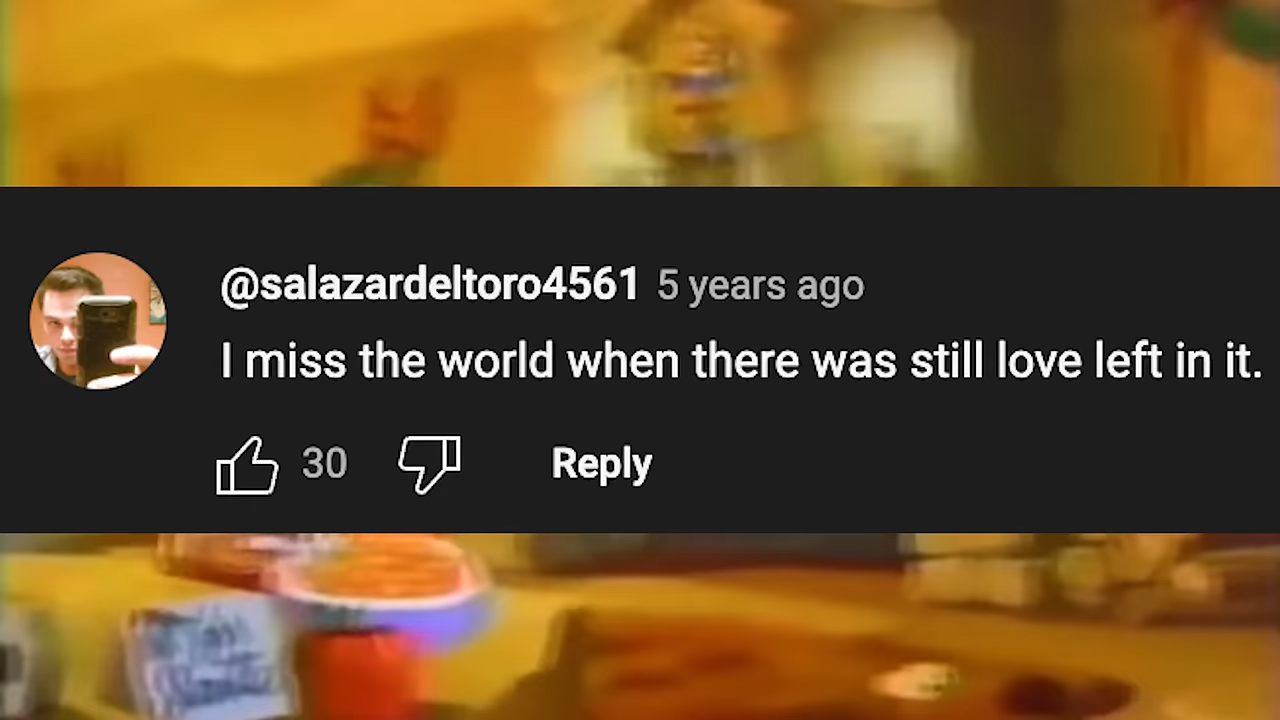 @salazardeltoro4561 5 years ago
I miss the world when there was still love left in it.
30 Reply